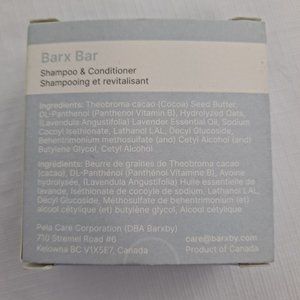 Barx Bar
Shampoo & Conditioner
Shampooing et revitalisant
Ingredients: Theobroma cacao (Cocoa) Seed Butter,
DL-Panthenol (Panthenol Vitamin B), Hydrolyzed Oats,
(Lavendula Angustifolia) Lavender Essential Oil, Sodium
Cocoyl Isethionate, Lathanol LAL, Decyl Glucoside,
Behentrimonium methosulfate (and) Cetyl Alcohol (and)
Butylene Glycol, Cetyl Alcohol.
Ingrédients: Beurre de graines de Theobroma cacao
(cacao), DL-Panthénol (Panthénol Vitamin B), Avoine
hydrolysée, (Lavendula Angustifolia) Huile essentielle de
lavande, Iséthionate de cocoyle de sodium, Lathanol LAL,
Décyl Glucoside, Méthosulfate de behentrimonium (et)
alcool cétylique (et) butylène glycol, Alcool cétylique
Pela Care Corporation (DBA Barxby)
710 Stremel Road #6
Kelowna BC V1X5E7, Canada
care@barxby.com
Product of Canada